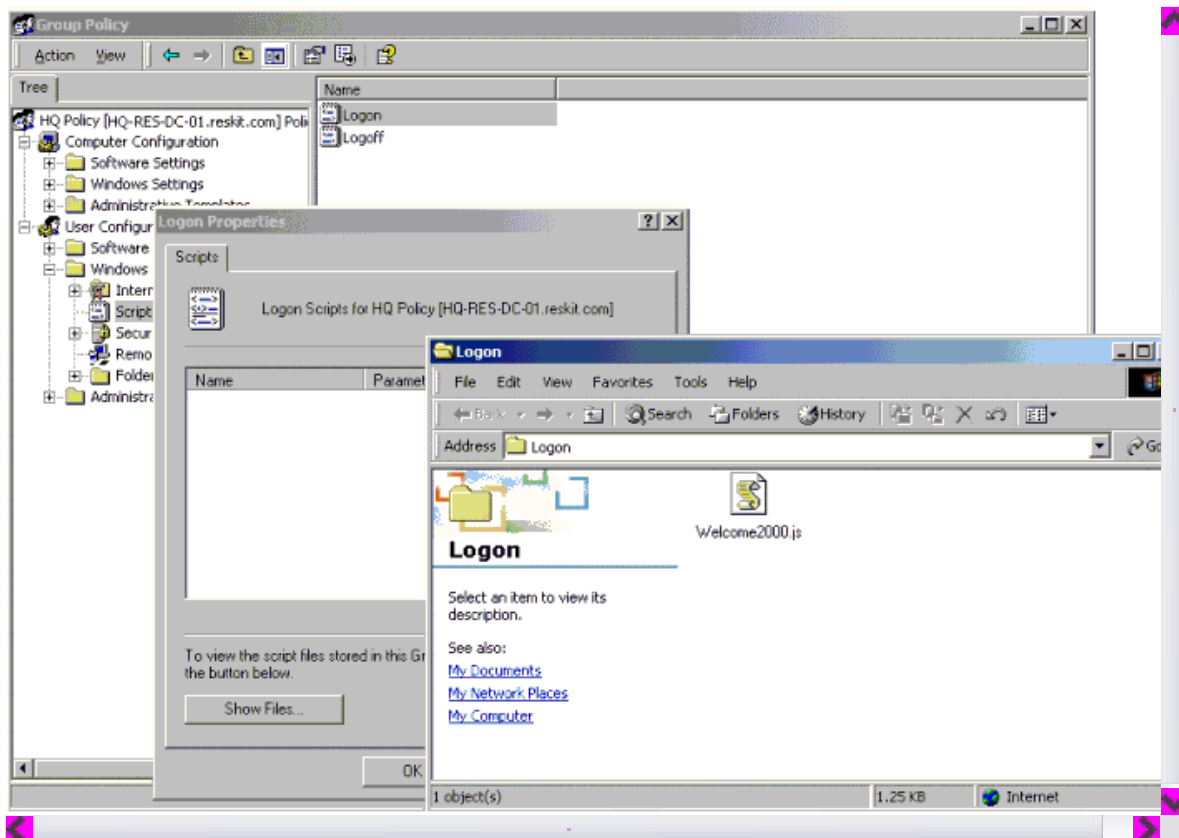 Group Policy
Action View
Tree
Name
HQ Policy [HQ-RES-DC-01.reskit.com] Poli
Logon
Computer Configuration
Logoff
Software Settings
Windows Settings
Administrative Templates
User Configur
Software
Windows
Intern
Script
Secur
Remo
Folder
Administra
Logon Properties
Scripts
Logon Scripts for HQ Policy [HQ-RES-DC-01.reskit.com]
Name Paramet
To view the script files stored in this Gr
the button below.
Show Files...
OK
Logon
File Edit View Favorites Tools Help
Back Search Folders History
Address Logon Go
Welcome2000.js
Logon
Select an item to view its
description.
See also:
My Documents
My Network Places
My Computer
1 object(s) 1.25 KB Internet